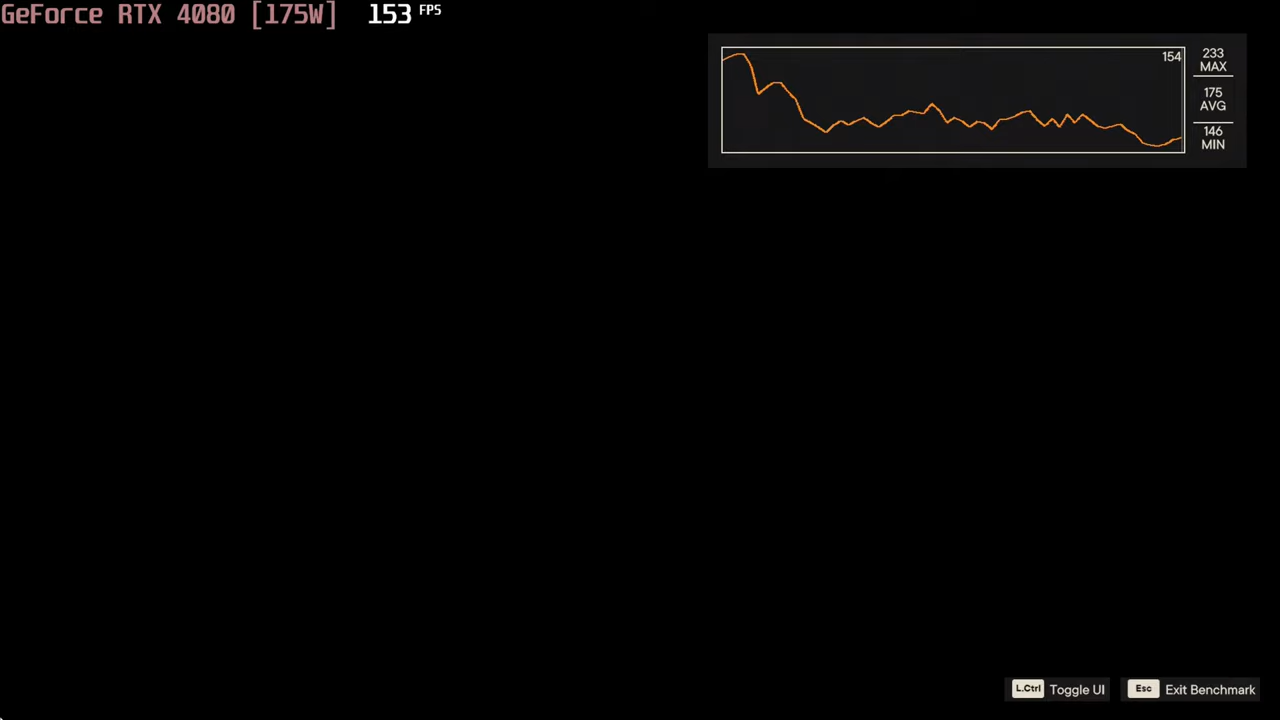 GeForce RTX 4080 [175W] 153 FPS
154
233
MAX
175
AVG
146
MIN
L.Ctrl Toggle UI Esc Exit Benchmark